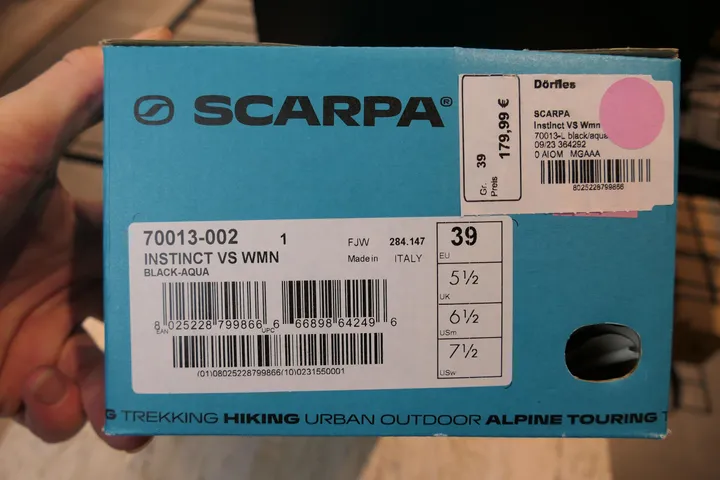 SCARPA®
Gr. 39
Preis 179,99 €
Dörfles
SCARPA
Instinct VS Wmn
70013-L black/aqua
09/23 364292
0 AIOM MGAAA
8025228799866
70013-002 1 FJW 284.147
INSTINCT VS WMN Made in ITALY
BLACK-AQUA
39
EU
5½
UK
6½
USm
7½
USw
8 025228 799866
EAN
6 66898 64249 6
UPC
(01)08025228799866(10)0231550001
G TREKKING HIKING URBAN OUTDOOR ALPINE TOURING T